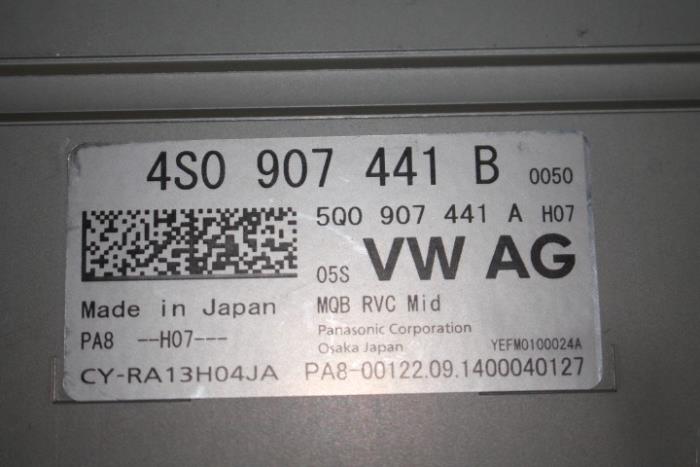 4S0 907 441 B 0050
5Q0 907 441 A H07
05S VW AG
Made in Japan MQB RVC Mid
PA8 --H07--- Panasonic Corporation
Osaka Japan YEFM0100024A
CY-RA13H04JA PA8-00122.09.1400040127